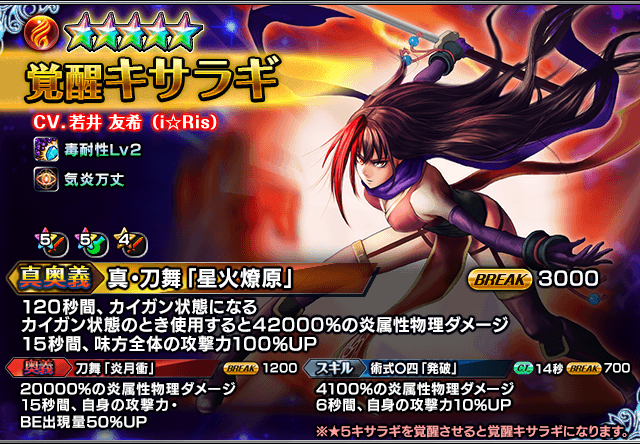 覚醒キサラギ
CV.若井 友希（i☆Ris）
毒耐性Lv2
気炎万丈
5 5 4
真奥義 真・刀舞「星火燎原」 BREAK 3000
120秒間、カイガン状態になる
カイガン状態のとき使用すると42000%の炎属性物理ダメージ
15秒間、味方全体の攻撃力100%UP
奥義 刀舞「炎月衝」 BREAK 1200
20000%の炎属性物理ダメージ
15秒間、自身の攻撃力・
BE出現量50%UP
スキル 術式〇四「発破」 C.T. 14秒 BREAK 700
4100%の炎属性物理ダメージ
6秒間、自身の攻撃力10%UP
※★5キサラギを覚醒させると覚醒キサラギになります。